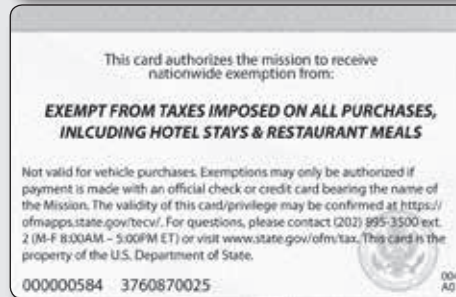 This card authorizes the mission to receive
nationwide exemption from:
EXEMPT FROM TAXES IMPOSED ON ALL PURCHASES,
INLCUDING HOTEL STAYS & RESTAURANT MEALS
Not valid for vehicle purchases. Exemptions may only be authorized if
payment is made with an official check or credit card bearing the name of
the Mission. The validity of this card/privilege may be confirmed at https://
ofmapps.state.gov/tecv/. For questions, please contact (202) 895-3500 ext.
2 (M-F 8:00AM – 5:00PM ET) or visit www.state.gov/ofm/tax. This card is the
property of the U.S. Department of State.
000000584 3760870025
004
A0